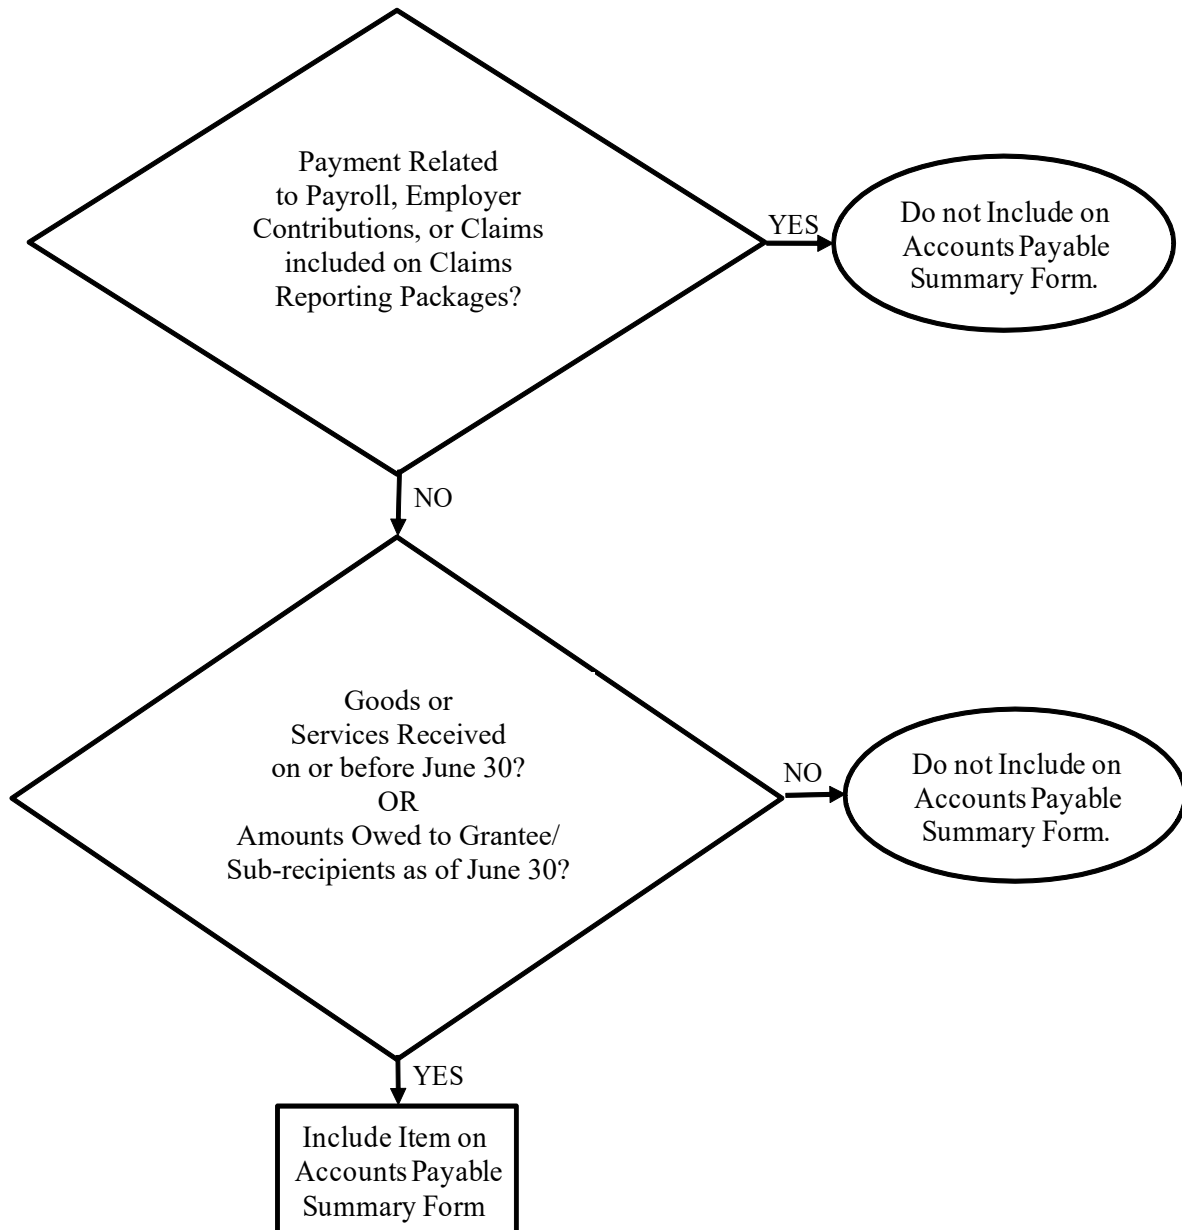 Payment Related
to Payroll, Employer
Contributions, or Claims
included on Claims
Reporting Packages?
YES
Do not Include on
Accounts Payable
Summary Form.
NO
Goods or
Services Received
on or before June 30?
OR
Amounts Owed to Grantee/
Sub-recipients as of June 30?
NO
Do not Include on
Accounts Payable
Summary Form.
YES
Include Item on
Accounts Payable
Summary Form